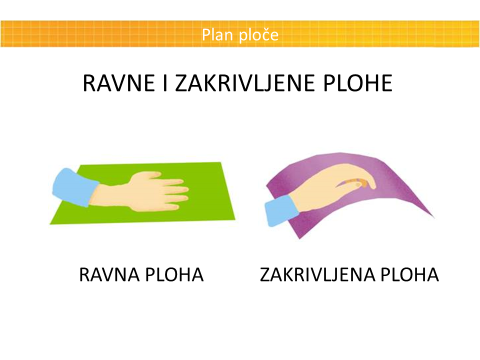 Plan ploče
RAVNE I ZAKRIVLJENE PLOHE
RAVNA PLOHA
ZAKRIVLJENA PLOHA